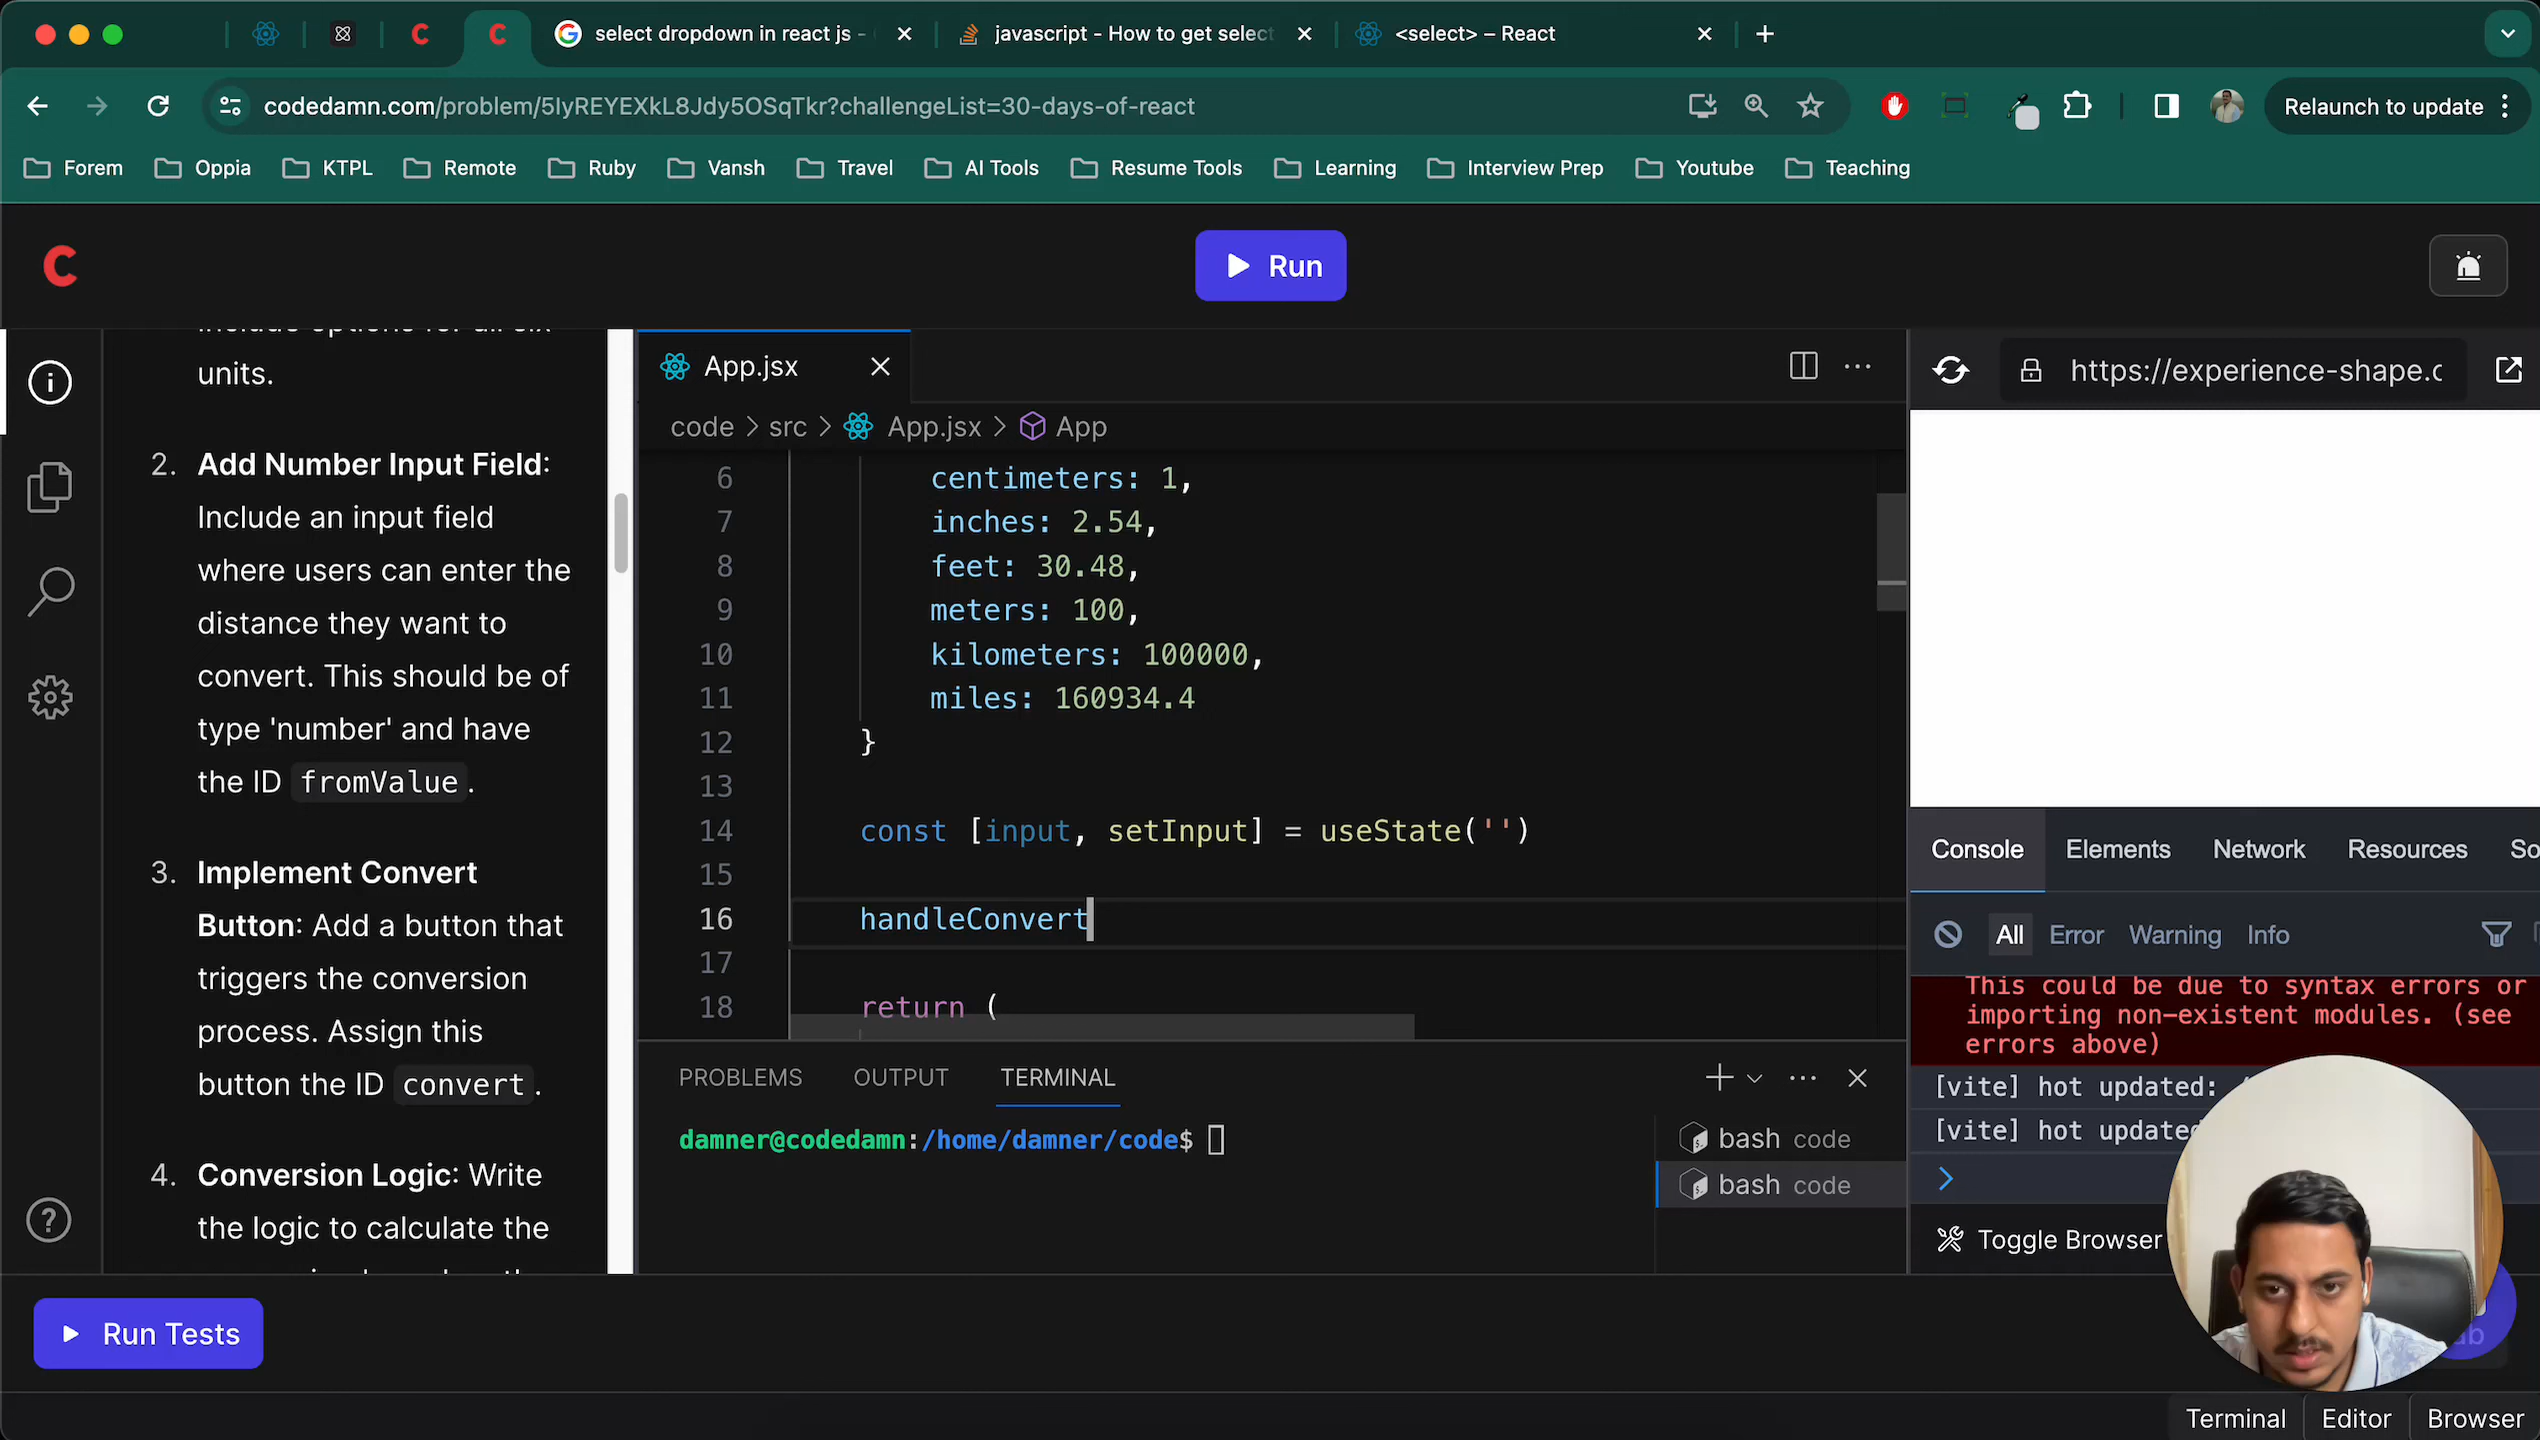 select dropdown in react js -
javascript - How to get select
<select> – React
codedamn.com/problem/5IyREYEXkL8Jdy5OSqTkr?challengeList=30-days-of-react
Relaunch to update
Forem
Oppia
KTPL
Remote
Ruby
Vansh
Travel
AI Tools
Resume Tools
Learning
Interview Prep
Youtube
Teaching
Run
units.
2. Add Number Input Field:
Include an input field
where users can enter the
distance they want to
convert. This should be of
type 'number' and have
the ID fromValue.
3. Implement Convert
Button: Add a button that
triggers the conversion
process. Assign this
button the ID convert.
4. Conversion Logic: Write
the logic to calculate the
Run Tests
App.jsx
code > src > App.jsx > App
6 centimeters: 1,
7 inches: 2.54,
8 feet: 30.48,
9 meters: 100,
10 kilometers: 100000,
11 miles: 160934.4
12 }
13
14 const [input, setInput] = useState('')
15
16 handleConvert
17
18 return (
PROBLEMS
OUTPUT
TERMINAL
damner@codedamn:/home/damner/code$
bash code
bash code
https://experience-shape.c
Console
Elements
Network
Resources
So
All
Error
Warning
Info
This could be due to syntax errors or
importing non-existent modules. (see
errors above)
[vite] hot updated:
[vite] hot updated
Toggle Browser
Terminal
Editor
Browser